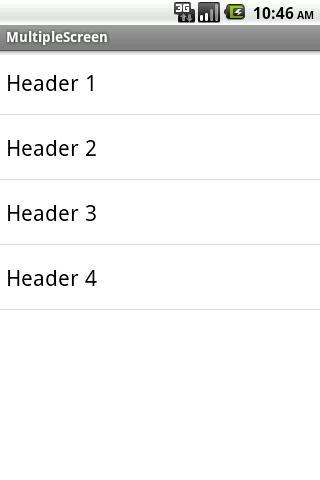 3G 10:46 AM
MultipleScreen
Header 1
Header 2
Header 3
Header 4